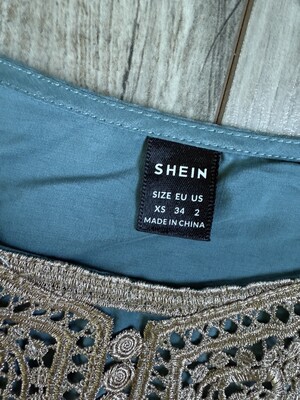 SHEIN
SIZE EU US
XS 34 2
MADE IN CHINA